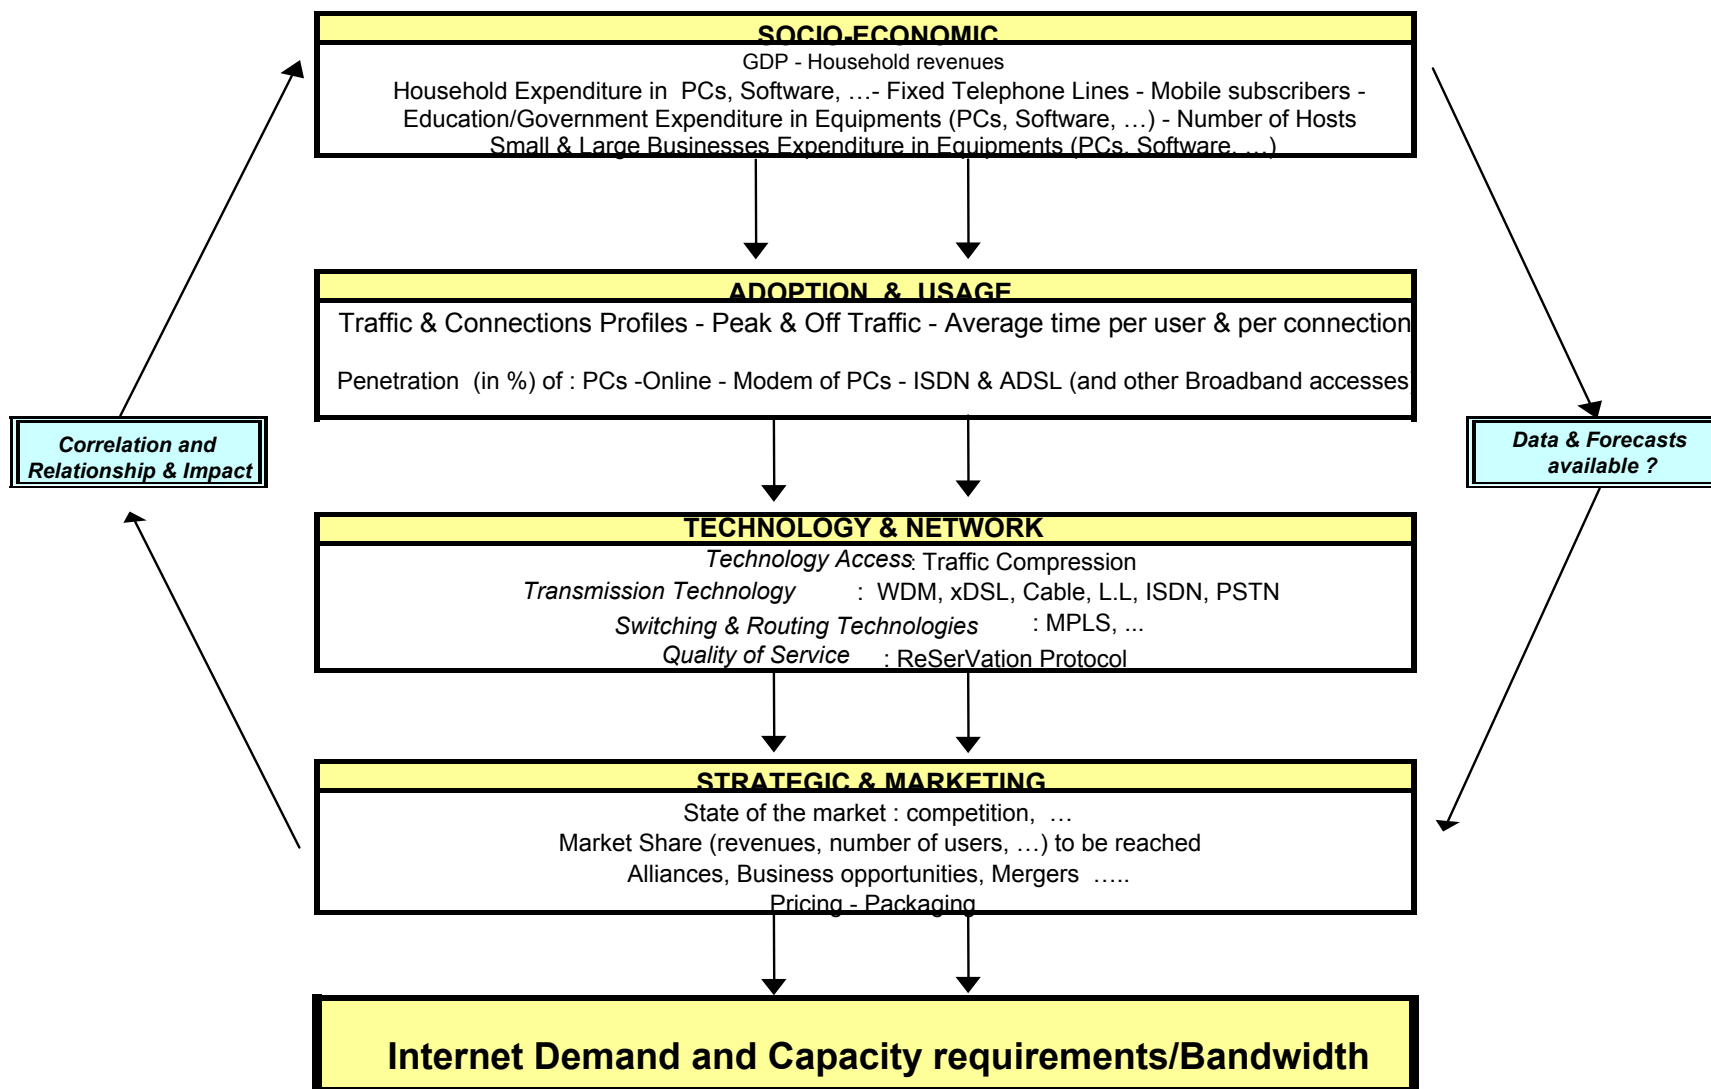 SOCIO-ECONOMIC
GDP - Household revenues
Household Expenditure in PCs, Software, …- Fixed Telephone Lines - Mobile subscribers -
Education/Government Expenditure in Equipments (PCs, Software, …) - Number of Hosts
Small & Large Businesses Expenditure in Equipments (PCs, Software, …)
ADOPTION & USAGE
Traffic & Connections Profiles - Peak & Off Traffic - Average time per user & per connection
Penetration (in %) of : PCs -Online - Modem of PCs - ISDN & ADSL (and other Broadband accesses
Correlation and
Relationship & Impact
Data & Forecasts
available ?
TECHNOLOGY & NETWORK
Technology Access: Traffic Compression
Transmission Technology : WDM, xDSL, Cable, L.L, ISDN, PSTN
Switching & Routing Technologies : MPLS, ...
Quality of Service : ReSerVation Protocol
STRATEGIC & MARKETING
State of the market : competition, …
Market Share (revenues, number of users, …) to be reached
Alliances, Business opportunities, Mergers …..
Pricing - Packaging
Internet Demand and Capacity requirements/Bandwidth